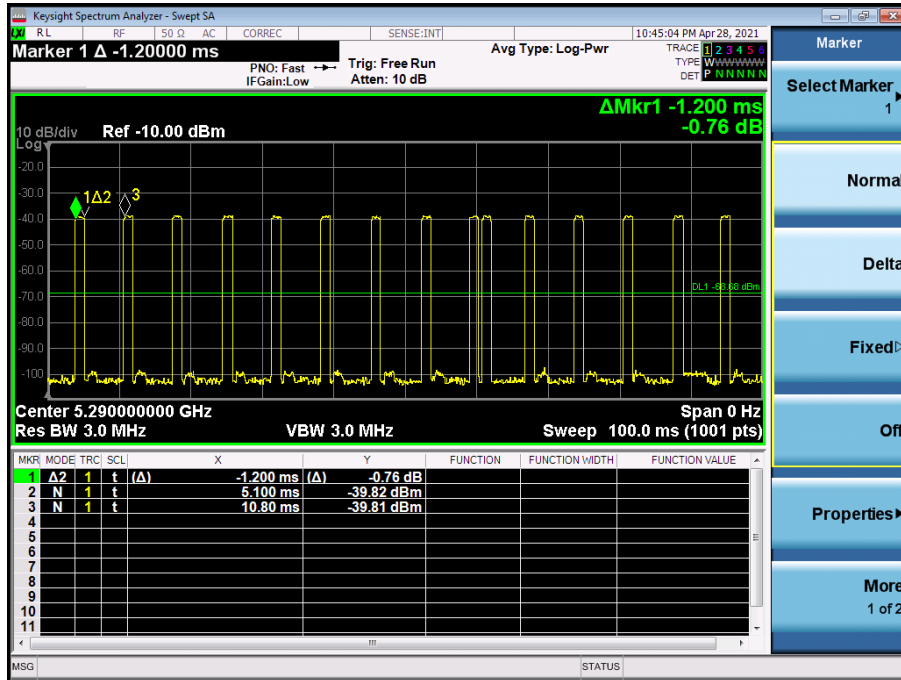 Keysight Spectrum Analyzer - Swept SA
LXI RL RF 50 Ω AC CORREC SENSE:INT 10:45:04 PM Apr 28, 2021
Marker 1 Δ -1.20000 ms
PNO: Fast
IFGain:Low
Trig: Free Run
Atten: 10 dB
Avg Type: Log-Pwr
TRACE 1 2 3 4 5 6
TYPE WWWWWW
DET P N N N N N
ΔMkr1 -1.200 ms
-0.76 dB
10 dB/div Ref -10.00 dBm
Log
-20.0
-30.0
1Δ2 3
-40.0
-50.0
-60.0
DL1 -68.68 dBm
-70.0
-80.0
-90.0
-100
Center 5.290000000 GHz Span 0 Hz
Res BW 3.0 MHz VBW 3.0 MHz Sweep 100.0 ms (1001 pts)
MKR MODE TRC SCL X Y FUNCTION FUNCTION WIDTH FUNCTION VALUE
1 Δ2 1 t (Δ) -1.200 ms (Δ) -0.76 dB
2 N 1 t 5.100 ms -39.82 dBm
3 N 1 t 10.80 ms -39.81 dBm
4
5
6
7
8
9
10
11
MSG STATUS
Marker
Select Marker
1
Normal
Delta
Fixed
Off
Properties
More
1 of 2